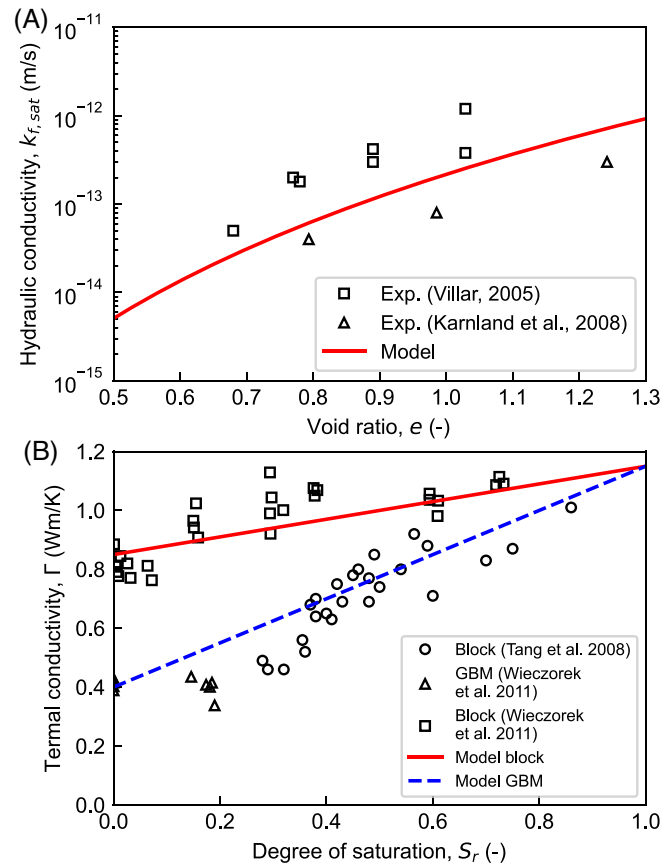 (A)
10⁻¹¹
10⁻¹²
10⁻¹³
10⁻¹⁴
10⁻¹⁵
Hydraulic conductivity, k_{f,sat} (m/s)
Exp. (Villar, 2005)
Exp. (Karnland et al., 2008)
Model
0.5 0.6 0.7 0.8 0.9 1.0 1.1 1.2 1.3
Void ratio, e (-)
(B)
1.2
1.0
0.8
0.6
0.4
0.2
0.0
Termal conductivity, Γ (Wm/K)
Block (Tang et al. 2008)
GBM (Wieczorek
et al. 2011)
Block (Wieczorek
et al. 2011)
Model block
Model GBM
0.0 0.2 0.4 0.6 0.8 1.0
Degree of saturation, S_r (-)